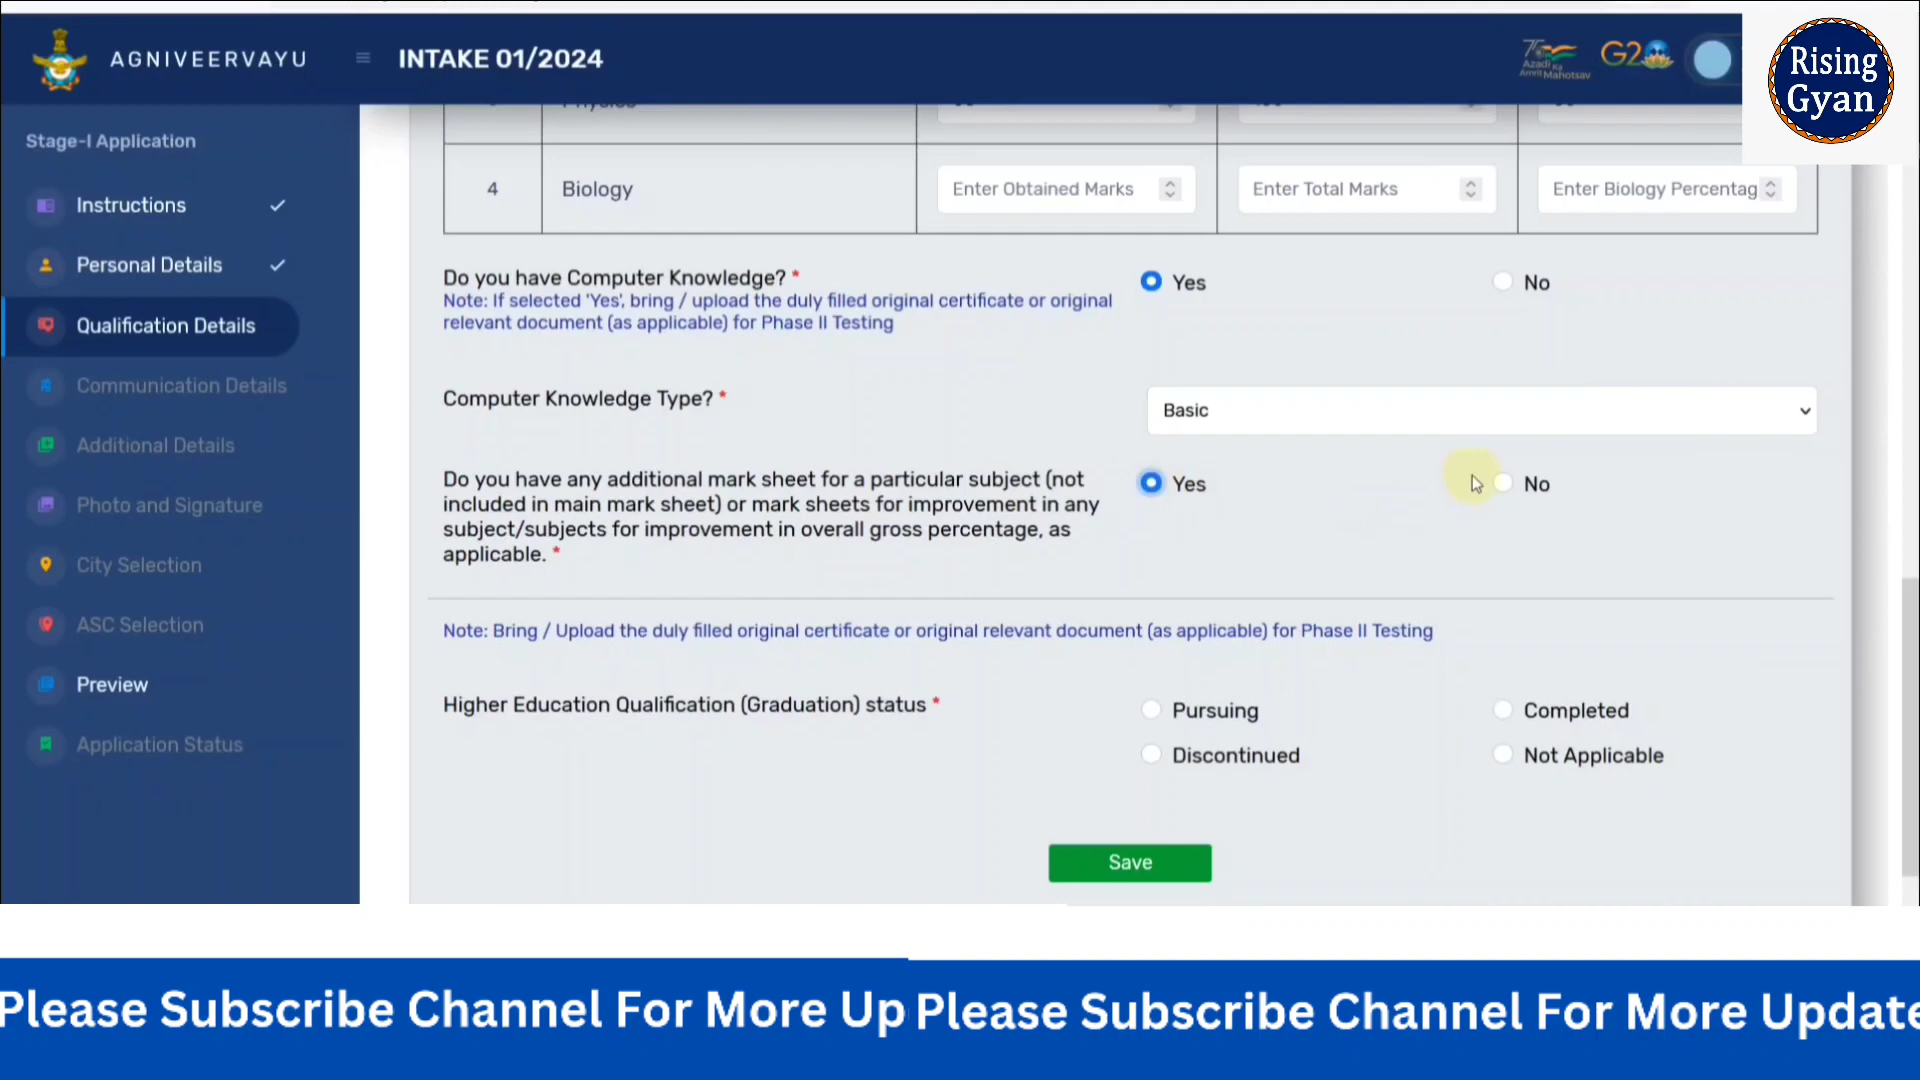 AGNIVEERVAYU
INTAKE 01/2024
75
Azadi Ka
Amrit Mahotsav
G20
Rising
Gyan
Stage-I Application
Instructions
Personal Details
Qualification Details
Communication Details
Additional Details
Photo and Signature
City Selection
ASC Selection
Preview
Application Status
Physics
4 Biology Enter Obtained Marks Enter Total Marks Enter Biology Percentag
Do you have Computer Knowledge? *
Note: If selected 'Yes', bring / upload the duly filled original certificate or original
relevant document (as applicable) for Phase II Testing
Yes No
Computer Knowledge Type? * Basic
Do you have any additional mark sheet for a particular subject (not
included in main mark sheet) or mark sheets for improvement in any
subject/subjects for improvement in overall gross percentage, as
applicable. *
Yes No
Note: Bring / Upload the duly filled original certificate or original relevant document (as applicable) for Phase II Testing
Higher Education Qualification (Graduation) status *
Pursuing Completed
Discontinued Not Applicable
Save
Please Subscribe Channel For More Up Please Subscribe Channel For More Update